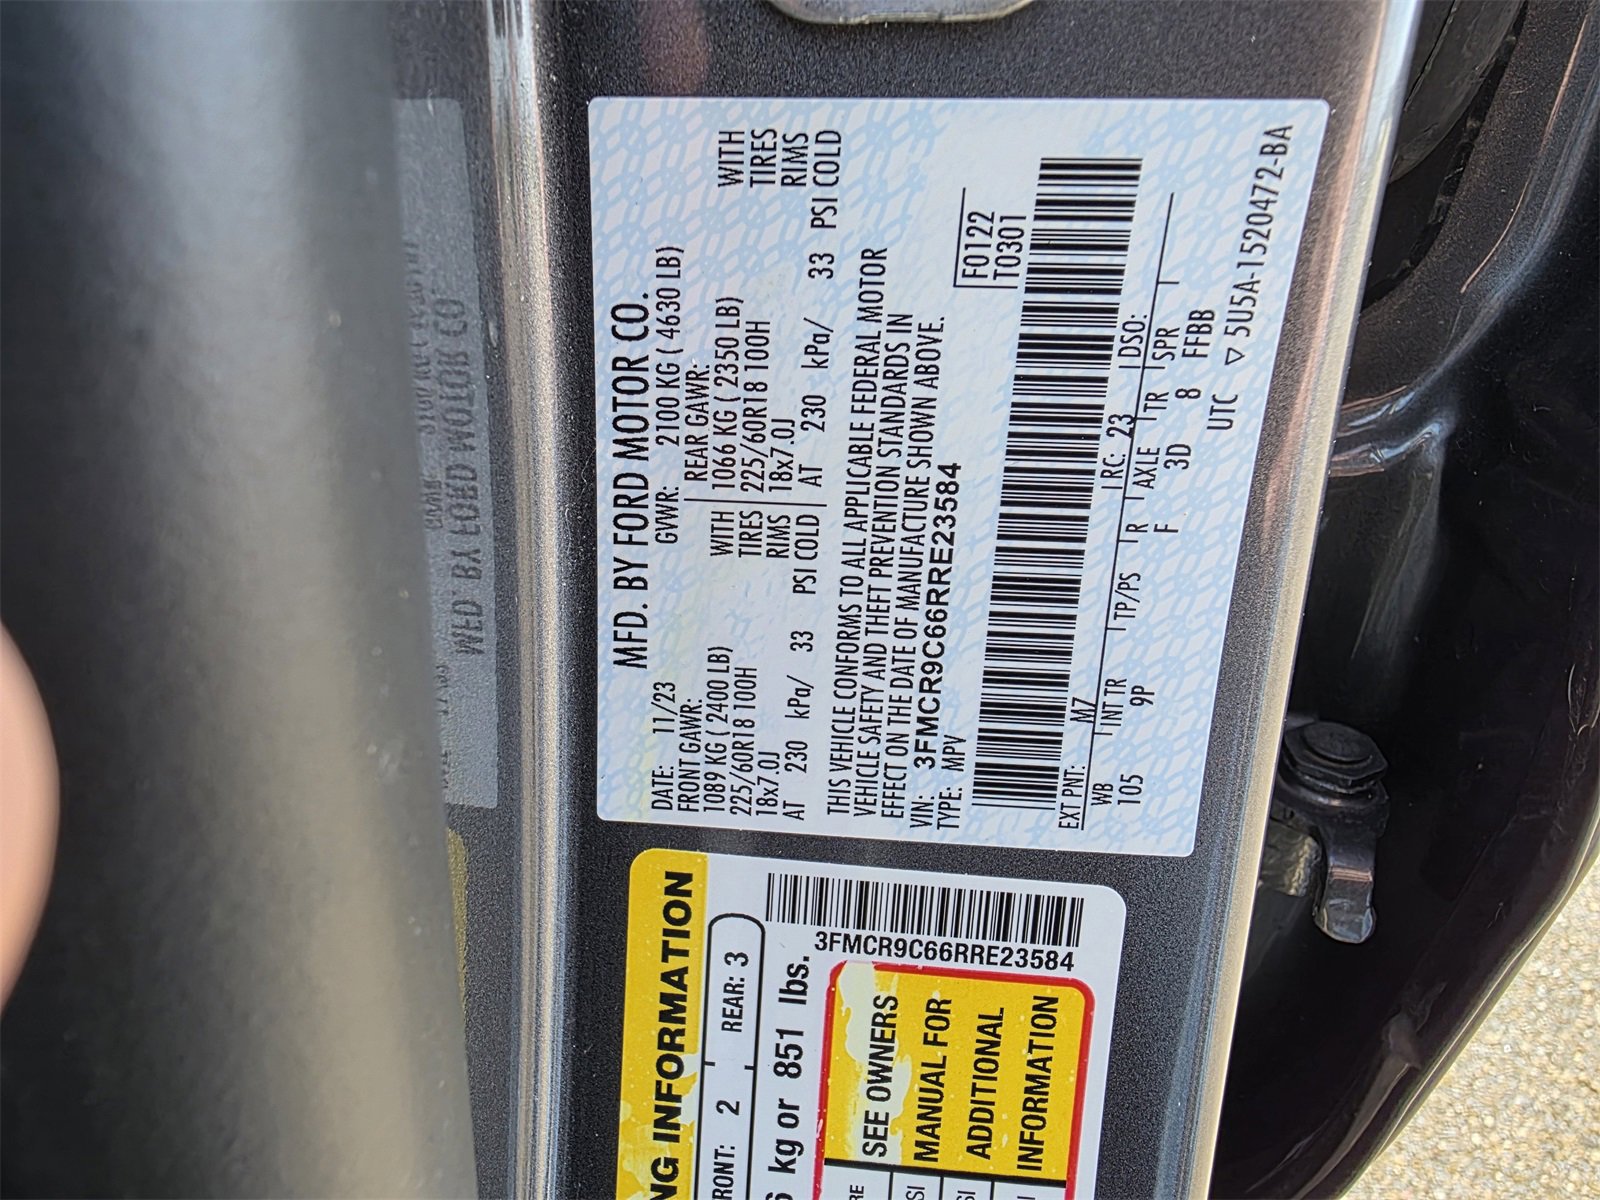 MFD. BY FORD MOTOR CO.
DATE: 11/23 GVWR: 2100 KG ( 4630 LB)
FRONT GAWR: REAR GAWR:
1089 KG ( 2400 LB) WITH 1066 KG ( 2350 LB) WITH
225/60R18 100H TIRES 225/60R18 100H TIRES
18x7.0J RIMS 18x7.0J RIMS
AT 230 kPa/ 33 PSI COLD AT 230 kPa/ 33 PSI COLD
THIS VEHICLE CONFORMS TO ALL APPLICABLE FEDERAL MOTOR
VEHICLE SAFETY AND THEFT PREVENTION STANDARDS IN
EFFECT ON THE DATE OF MANUFACTURE SHOWN ABOVE.
VIN: 3FMCR9C66RRE23584
TYPE: MPV
F0122
T0301
EXT PNT: M7 RC: 23 DSO:
WB INT TR TP/PS R AXLE TR SPR
105 9P F 3D 8 FFBB
UTC ▽ 5U5A-1520472-BA
NG INFORMATION
RONT: 2 REAR: 3
kg or 851 lbs.
3FMCR9C66RRE23584
SEE OWNERS
MANUAL FOR
ADDITIONAL
INFORMATION